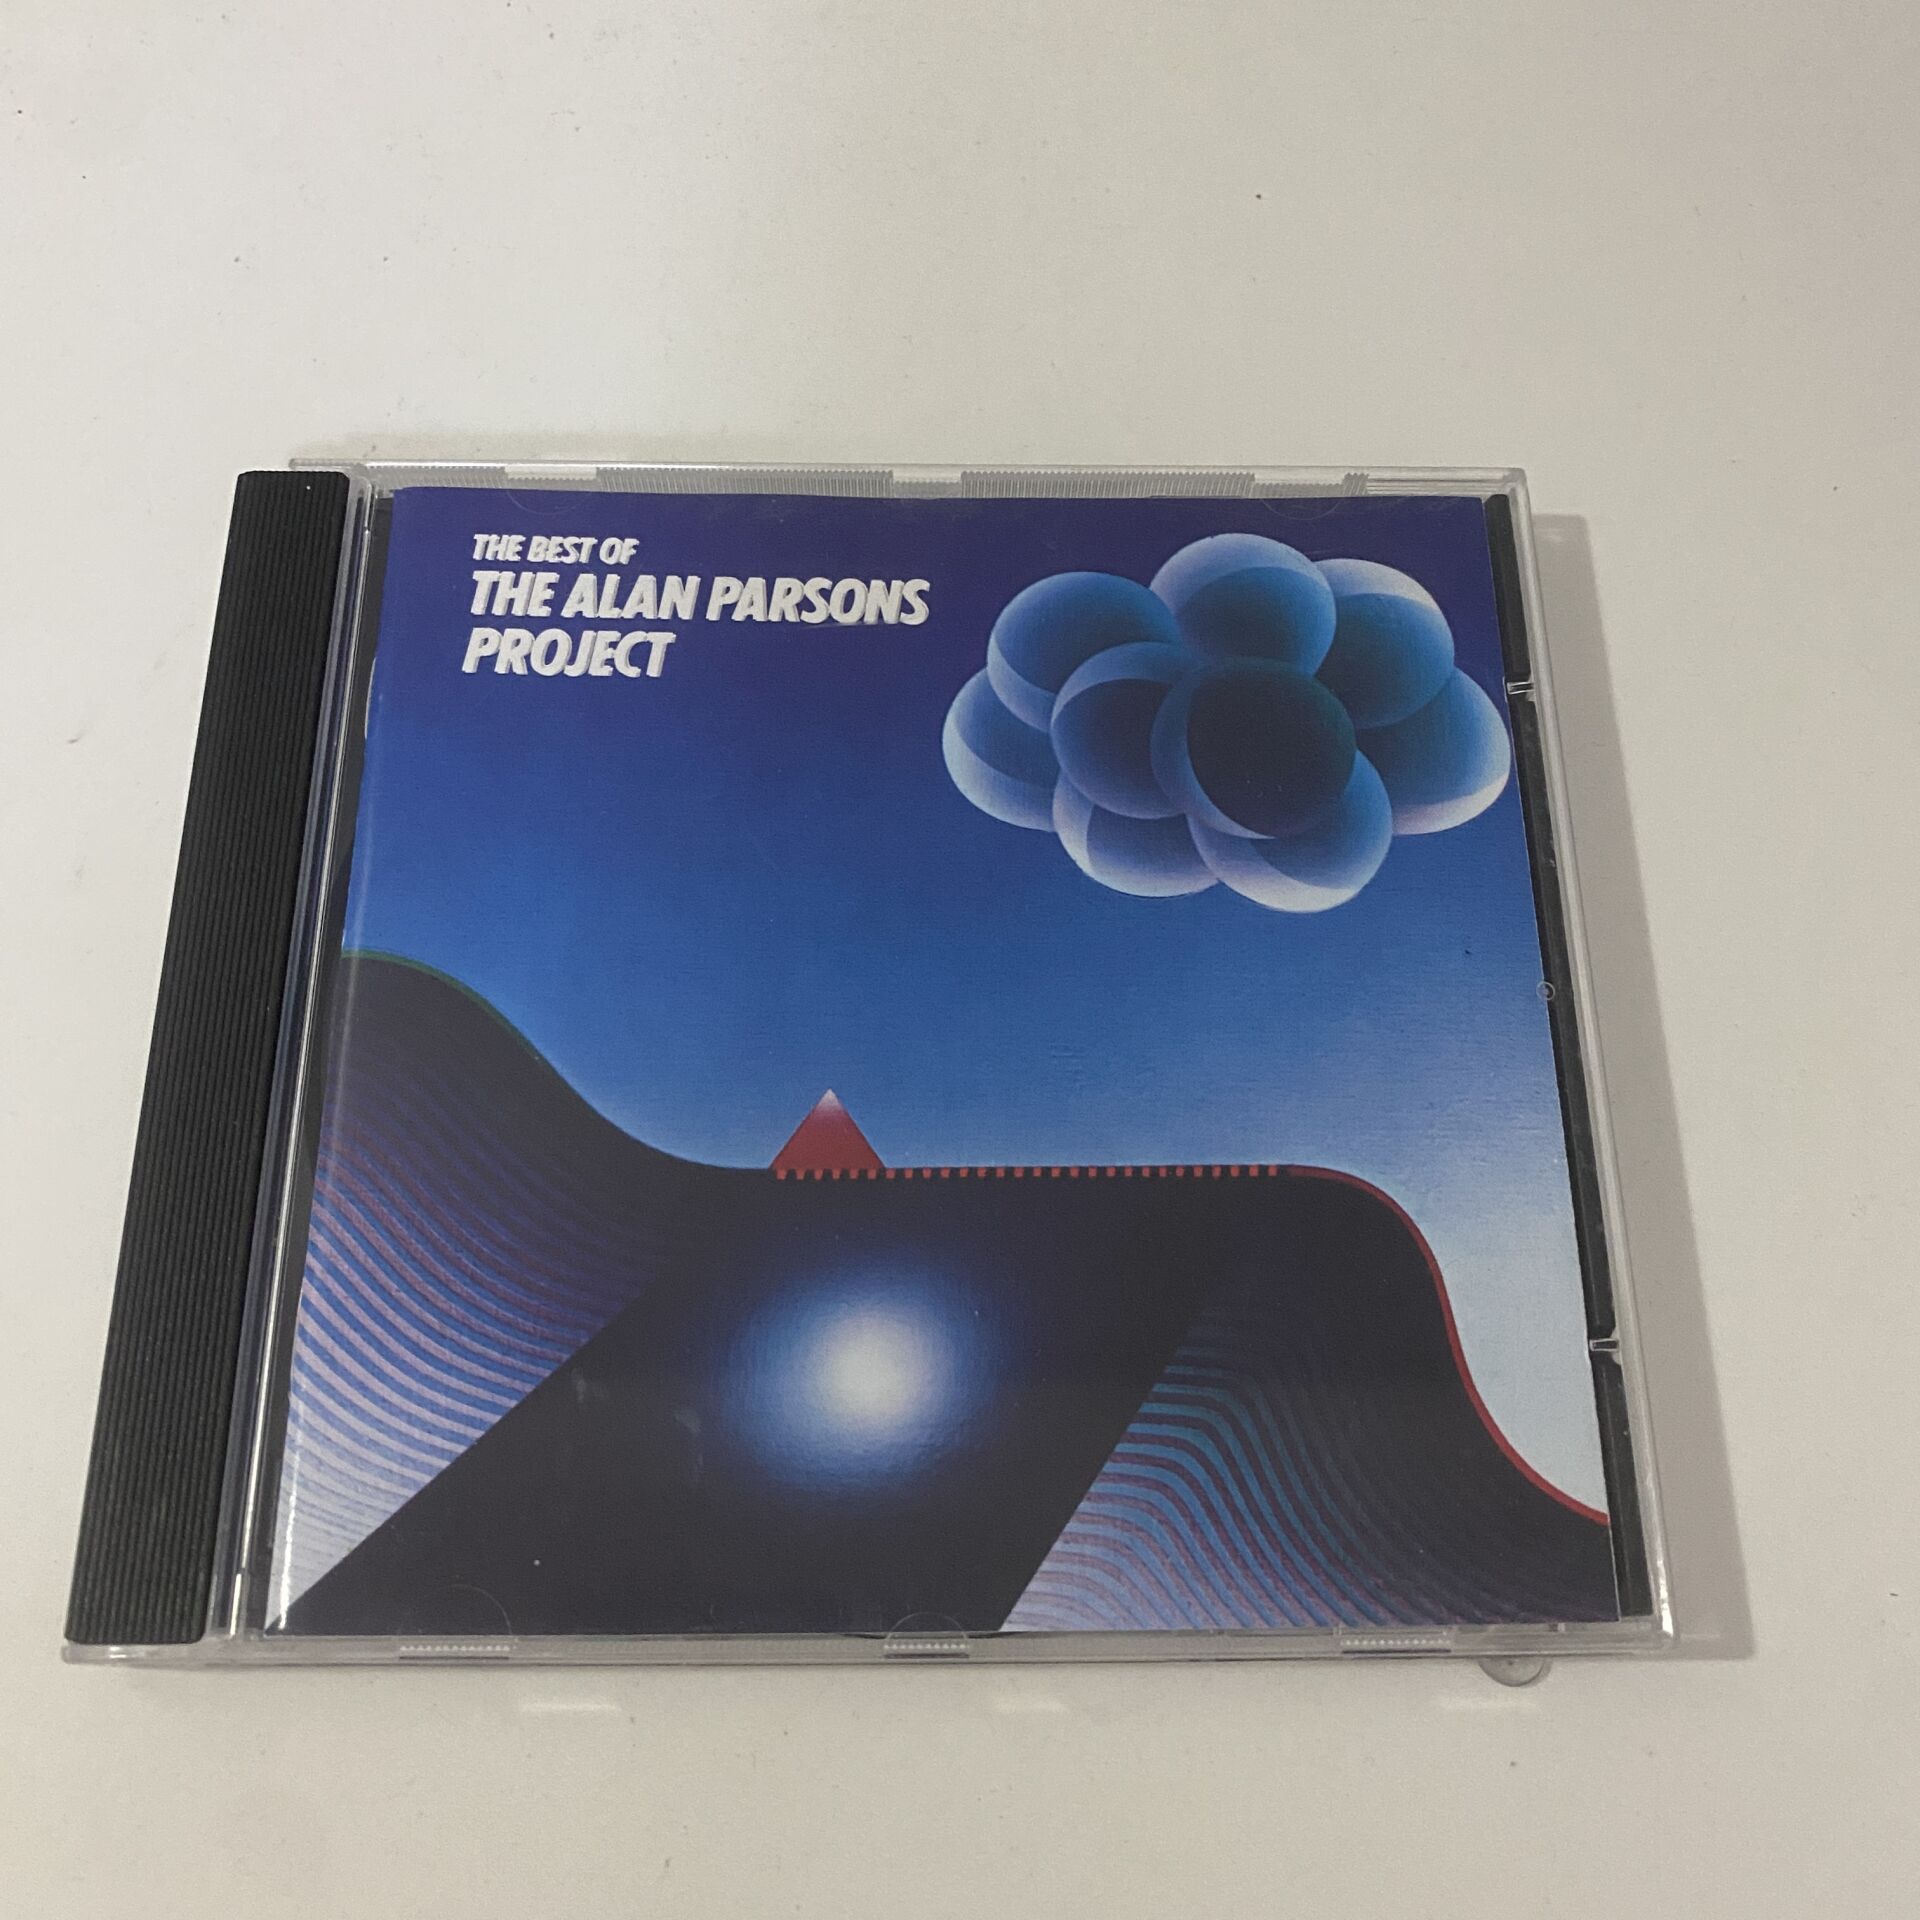 THE BEST OF
THE ALAN PARSONS
PROJECT